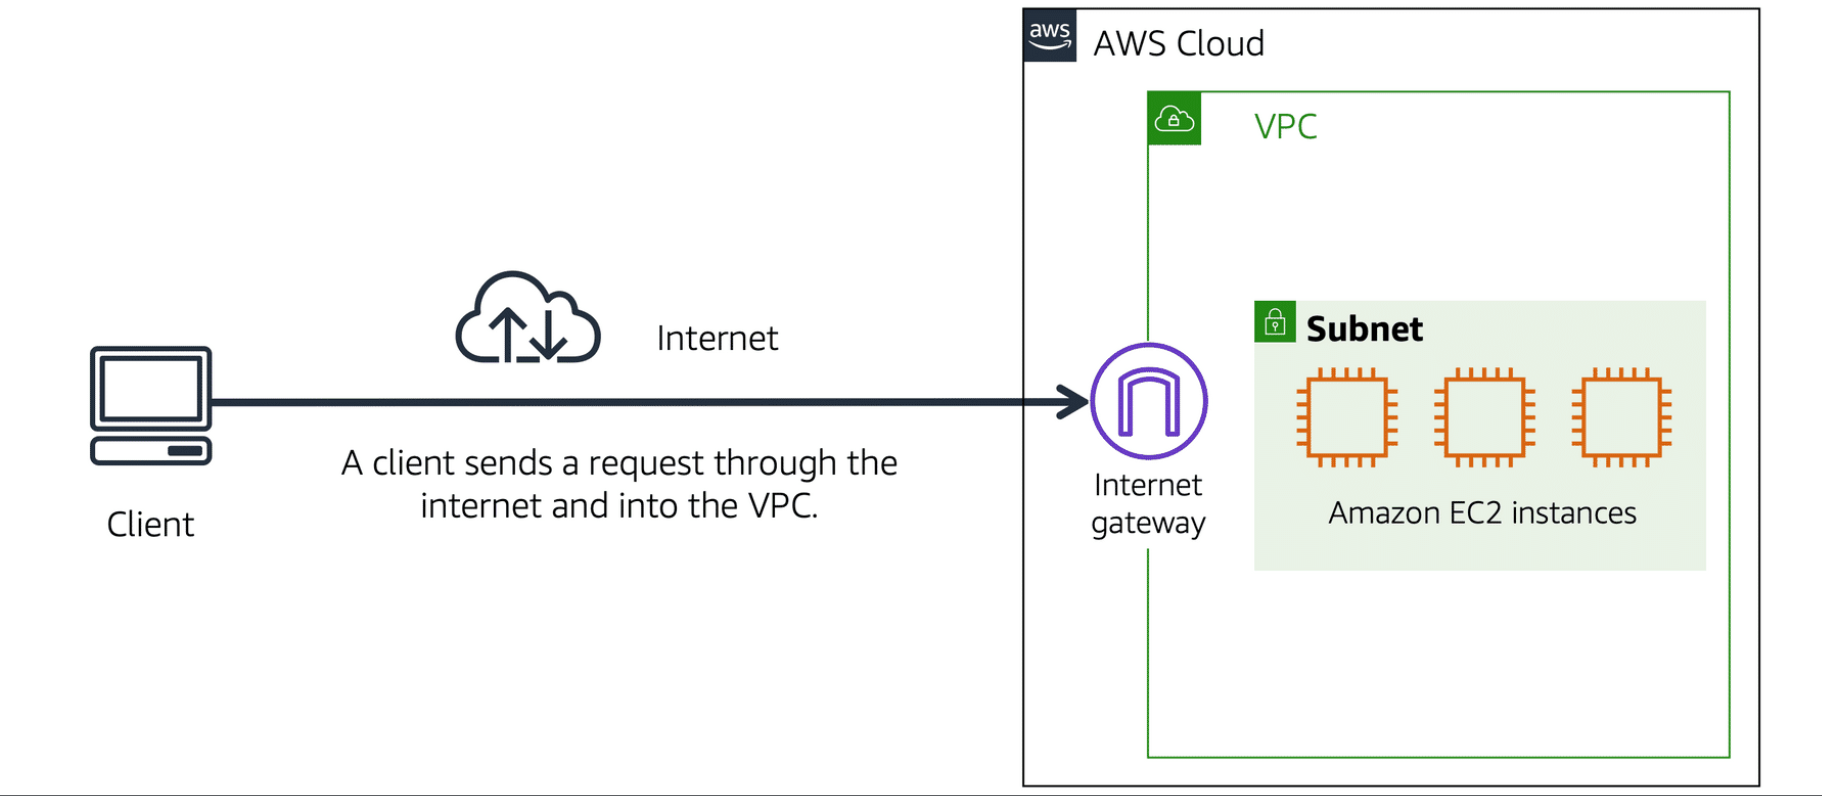 aws
AWS Cloud
VPC
Internet
Subnet
A client sends a request through the
internet and into the VPC.
Client
Internet
gateway
Amazon EC2 instances